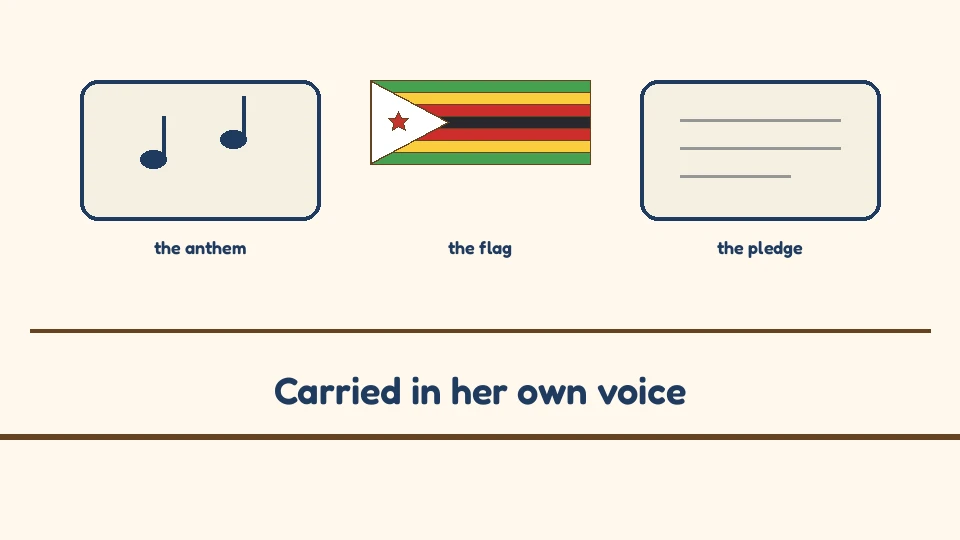 the anthem
the flag
the pledge
Carried in her own voice